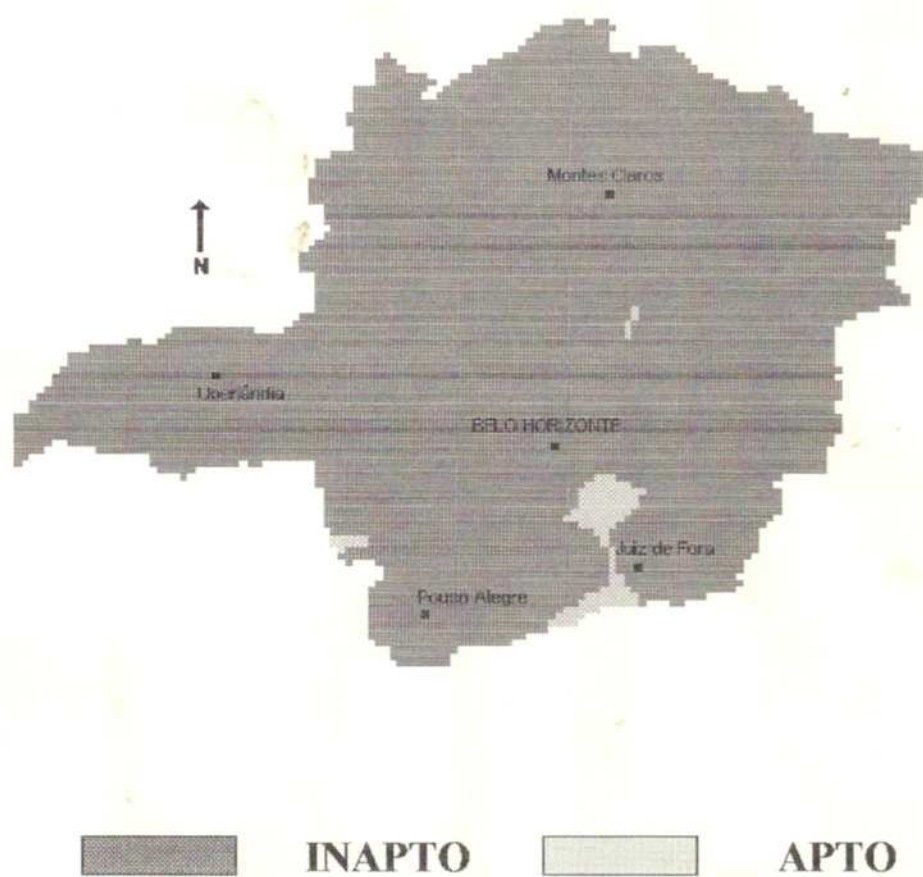 Montes Claros
N
Uberlândia
BELO HORIZONTE
Juiz de Fora
Pouso Alegre
INAPTO APTO